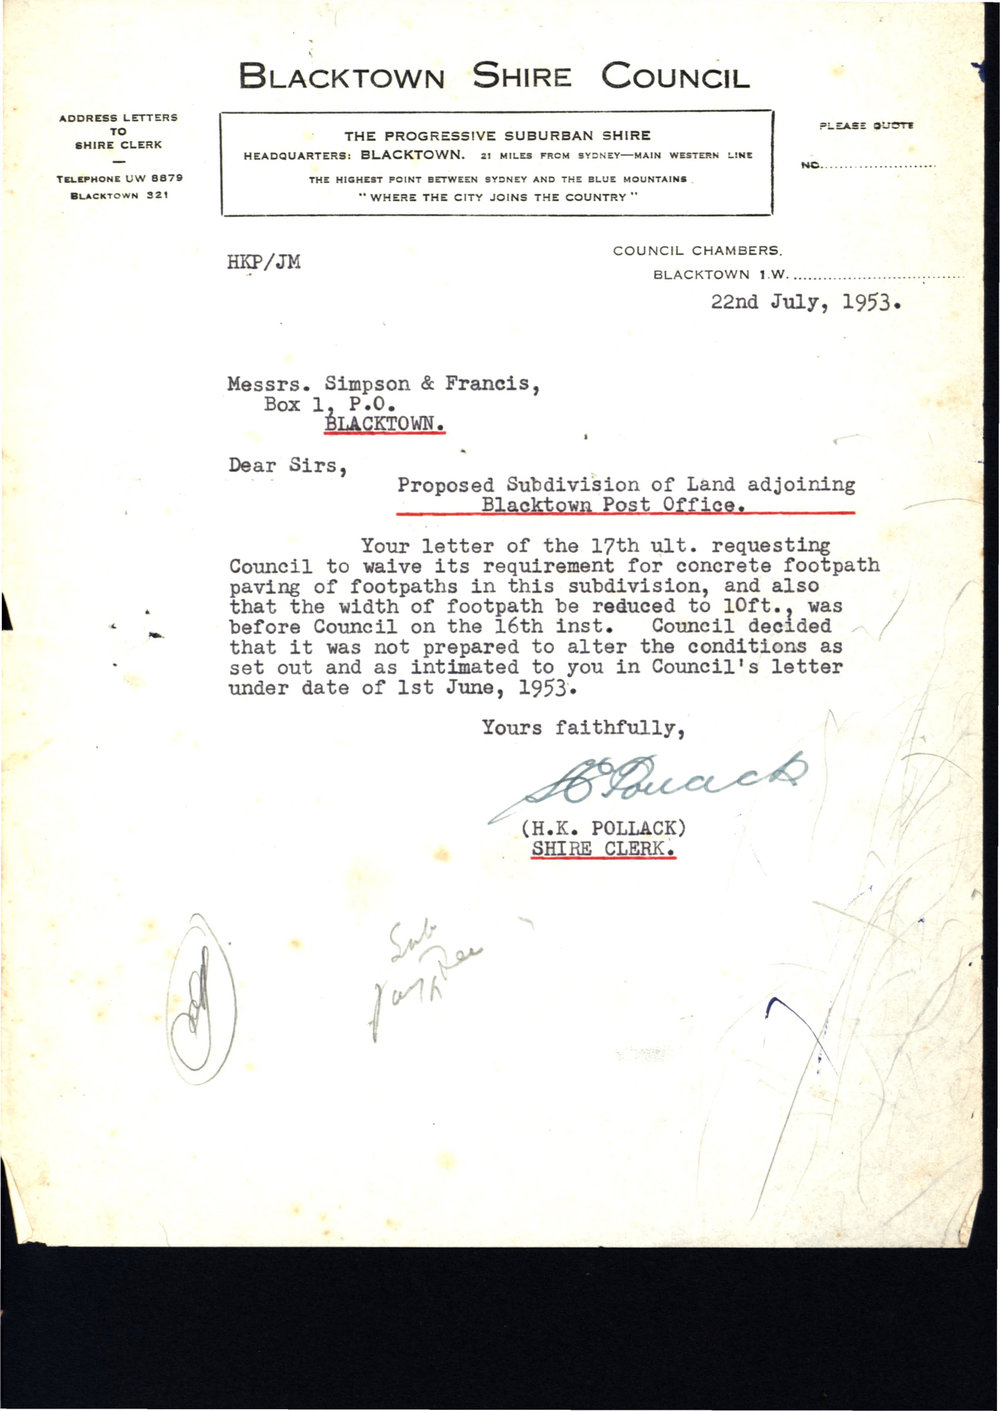 BLACKTOWN SHIRE COUNCIL
ADDRESS LETTERS
TO
SHIRE CLERK
TELEPHONE UW 8879
BLACKTOWN 321
THE PROGRESSIVE SUBURBAN SHIRE
HEADQUARTERS: BLACKTOWN. 21 MILES FROM SYDNEY—MAIN WESTERN LINE
THE HIGHEST POINT BETWEEN SYDNEY AND THE BLUE MOUNTAINS
"WHERE THE CITY JOINS THE COUNTRY"
PLEASE QUOTE
NO.
HKP/JM
COUNCIL CHAMBERS,
BLACKTOWN 1.W.
22nd July, 1953.
Messrs. Simpson & Francis,
Box 1, P.O.
BLACKTOWN.
Dear Sirs,
Proposed Subdivision of Land adjoining
Blacktown Post Office.
Your letter of the 17th ult. requesting
Council to waive its requirement for concrete footpath
paving of footpaths in this subdivision, and also
that the width of footpath be reduced to 10ft., was
before Council on the 16th inst. Council decided
that it was not prepared to alter the conditions as
set out and as intimated to you in Council's letter
under date of 1st June, 1953.
Yours faithfully,
HKPollack
(H.K. POLLACK)
SHIRE CLERK.
Sub